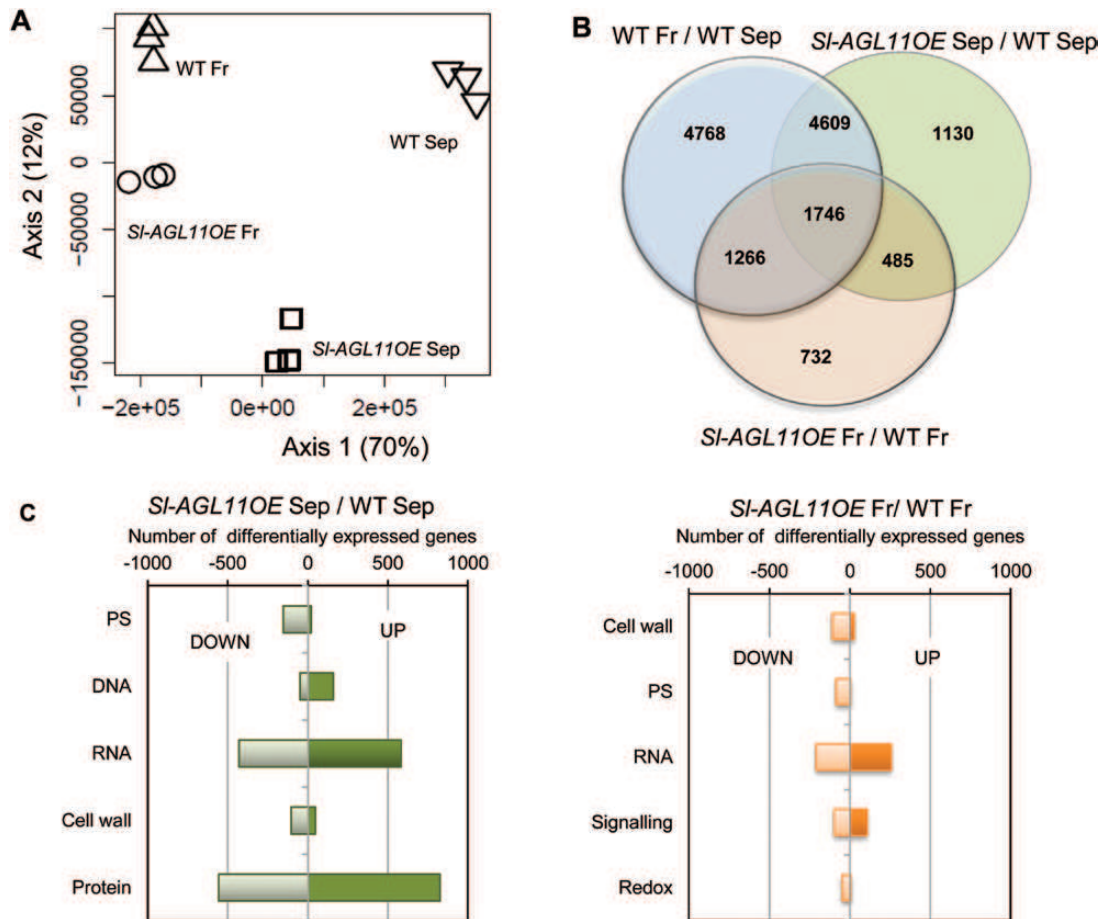 A
WT Fr
WT Sep
Sl-AGL11OE Fr
Sl-AGL11OE Sep
Axis 2 (12%)
50000
0
−50000
−150000
−2e+05
0e+00
2e+05
Axis 1 (70%)
B
WT Fr / WT Sep
Sl-AGL11OE Sep / WT Sep
4768
4609
1130
1746
1266
485
732
Sl-AGL11OE Fr / WT Fr
C
Sl-AGL11OE Sep / WT Sep
Number of differentially expressed genes
-1000
-500
0
500
1000
PS
DOWN
UP
DNA
RNA
Cell wall
Protein
Sl-AGL11OE Fr/ WT Fr
Number of differentially expressed genes
-1000
-500
0
500
1000
Cell wall
DOWN
UP
PS
RNA
Signalling
Redox